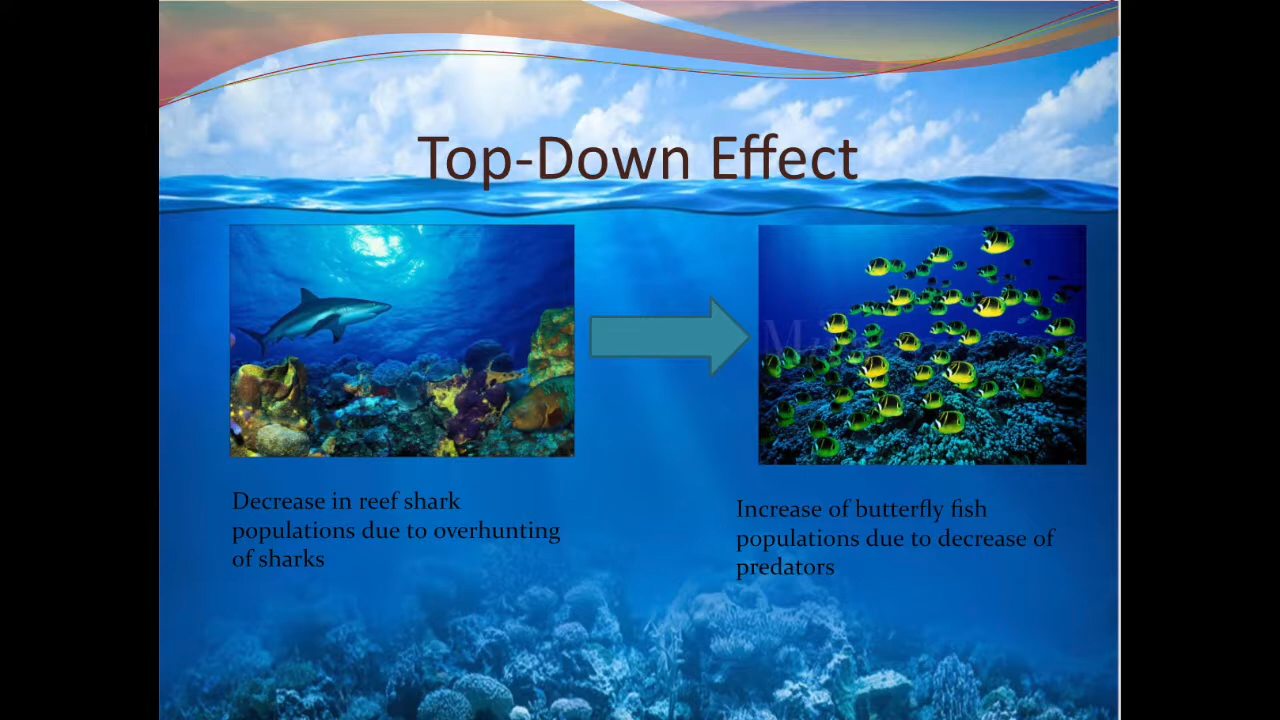 Top-Down Effect
Decrease in reef shark
populations due to overhunting
of sharks
Increase of butterfly fish
populations due to decrease of
predators